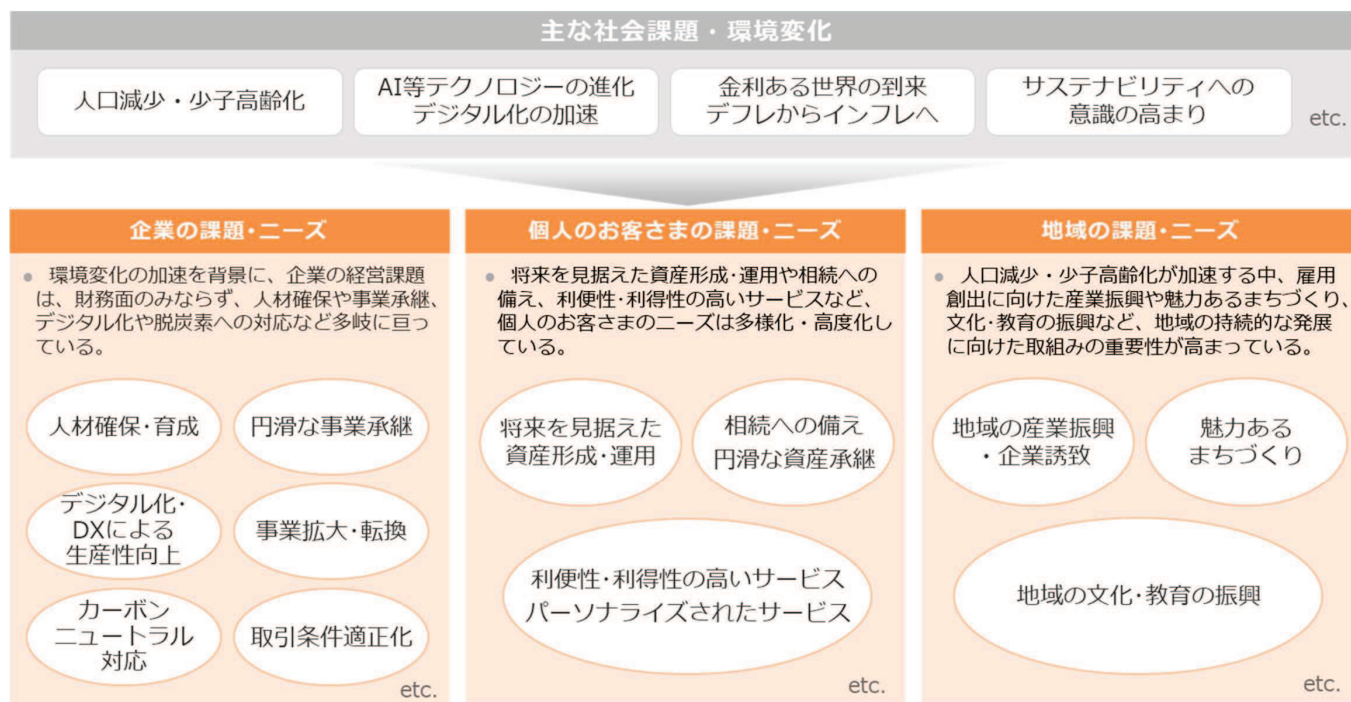 主な社会課題・環境変化
人口減少・少子高齢化
AI等テクノロジーの進化
デジタル化の加速
金利ある世界の到来
デフレからインフレへ
サステナビリティへの
意識の高まり
etc.
企業の課題・ニーズ
● 環境変化の加速を背景に、企業の経営課題
は、財務面のみならず、人材確保や事業承継、
デジタル化や脱炭素への対応など多岐に亘っ
ている。
人材確保・育成
円滑な事業承継
デジタル化・
DXによる
生産性向上
事業拡大・転換
カーボン
ニュートラル
対応
取引条件適正化
etc.
個人のお客さまの課題・ニーズ
● 将来を見据えた資産形成・運用や相続への
備え、利便性・利得性の高いサービスなど、
個人のお客さまのニーズは多様化・高度化し
ている。
将来を見据えた
資産形成・運用
相続への備え
円滑な資産承継
利便性・利得性の高いサービス
パーソナライズされたサービス
etc.
地域の課題・ニーズ
● 人口減少・少子高齢化が加速する中、雇用
創出に向けた産業振興や魅力あるまちづくり、
文化・教育の振興など、地域の持続的な発展
に向けた取組みの重要性が高まっている。
地域の産業振興
・企業誘致
魅力ある
まちづくり
地域の文化・教育の振興
etc.